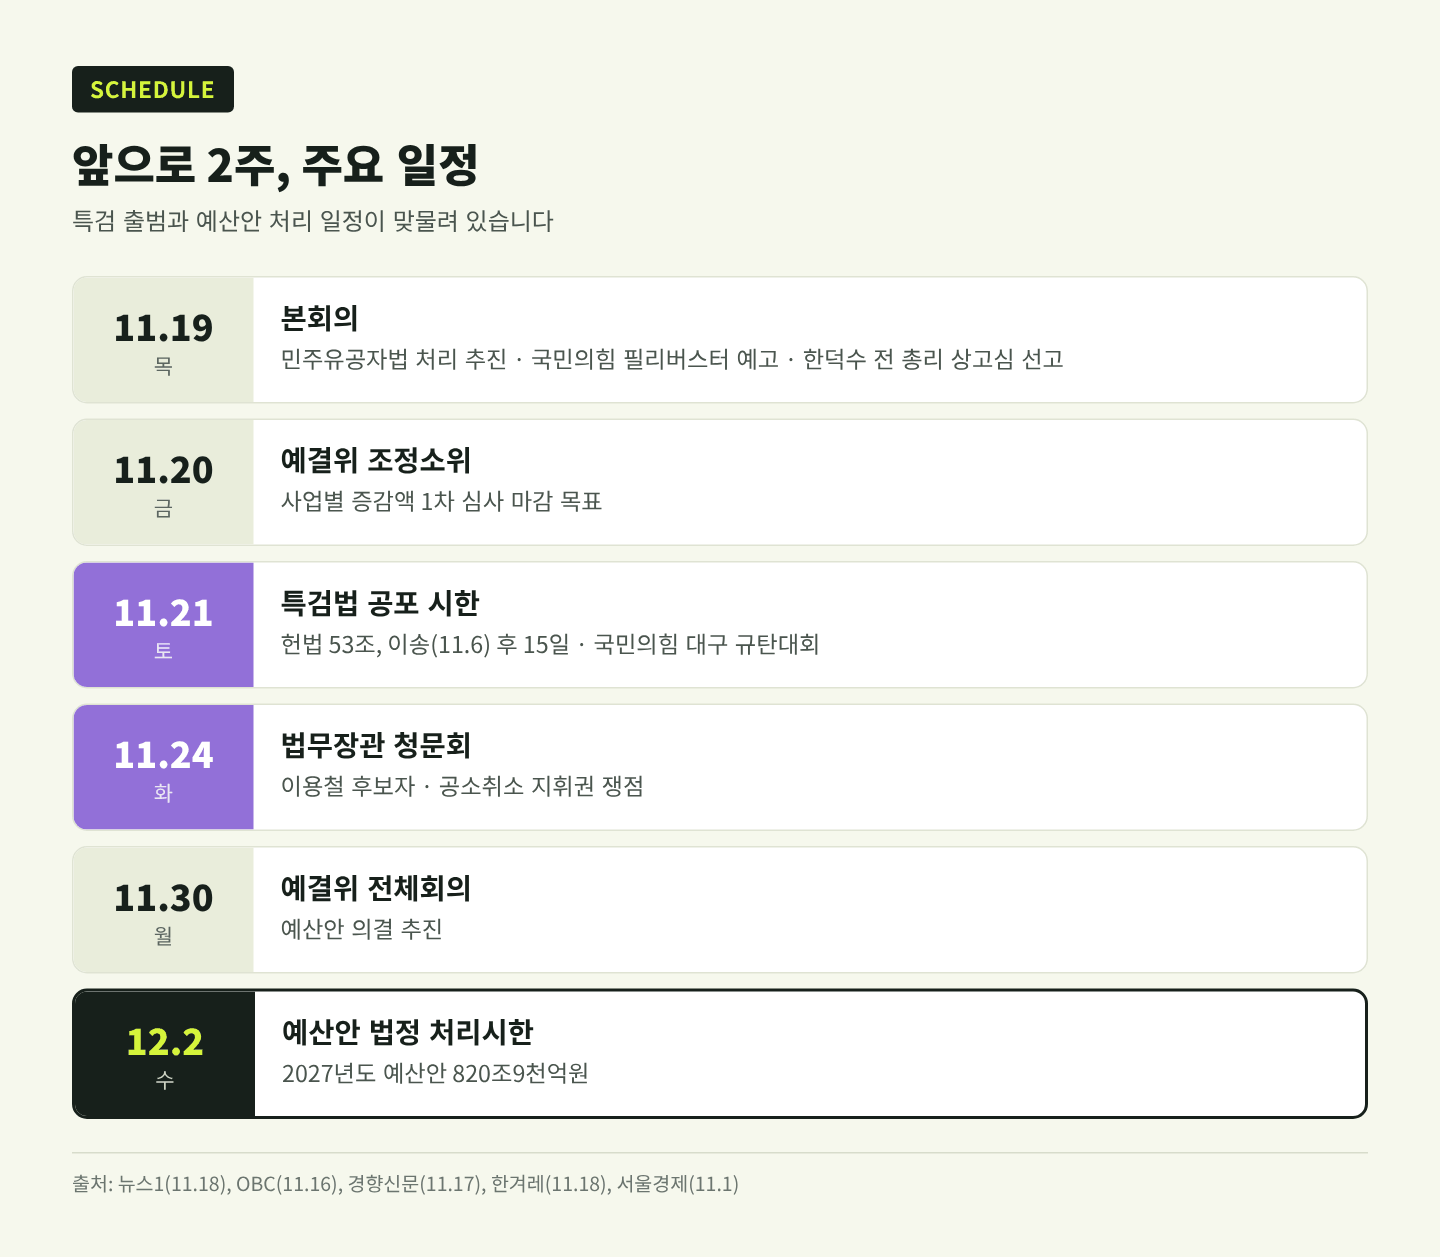 SCHEDULE
앞으로 2주, 주요 일정
특검 출범과 예산안 처리 일정이 맞물려 있습니다
11.19
목
본회의
민주유공자법 처리 추진 · 국민의힘 필리버스터 예고 · 한덕수 전 총리 상고심 선고
11.20
금
예결위 조정소위
사업별 증감액 1차 심사 마감 목표
11.21
토
특검법 공포 시한
헌법 53조, 이송(11.6) 후 15일 · 국민의힘 대구 규탄대회
11.24
화
법무장관 청문회
이용철 후보자 · 공소취소 지휘권 쟁점
11.30
월
예결위 전체회의
예산안 의결 추진
12.2
수
예산안 법정 처리시한
2027년도 예산안 820조9천억원
출처: 뉴스1(11.18), OBC(11.16), 경향신문(11.17), 한겨레(11.18), 서울경제(11.1)